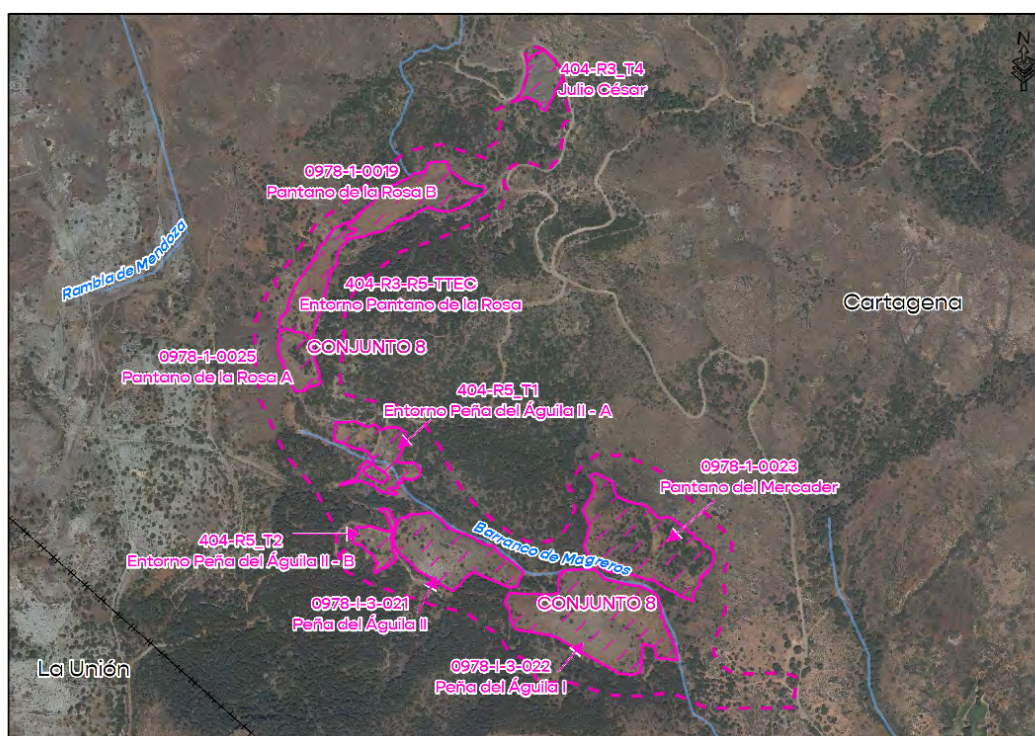 N
404-R3_T4
Julio César
0978-1-0019
Pantano de la Rosa B
Rambla de Mendoza
404-R3-R5-TTEC
Entorno Pantano de la Rosa
Cartagena
CONJUNTO 8
0978-1-0025
Pantano de la Rosa A
404-R5_T1
Entorno Peña del Águila II - A
0978-1-0023
Pantano del Mercader
Barranco de Magreros
404-R5_T2
Entorno Peña del Águila II - B
0978-I-3-021
Peña del Águila II
CONJUNTO 8
La Unión
0978-I-3-022
Peña del Águila I